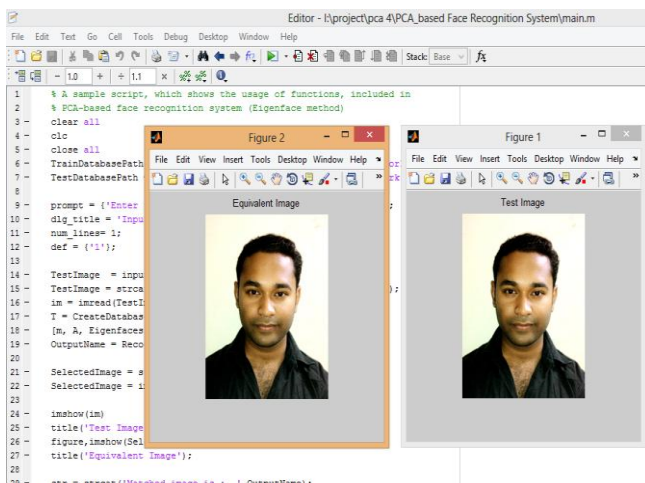 Editor - I:\project\pca 4\PCA_based Face Recognition System\main.m
File Edit Text Go Cell Tools Debug Desktop Window Help
Stack: Base fx
- 1.0 + ÷ 1.1 ×
1 % A sample script, which shows the usage of functions, included in
2 % PCA-based face recognition system (Eigenface method)
3 - clear all
4 - clc
5 - close all
6 - TrainDatabasePath
7 - TestDatabasePath
8
9 - prompt = {'Enter ;
10 - dlg_title = 'Inpu
11 - num_lines= 1;
12 - def = {'1'};
13
14 - TestImage = inpu
15 - TestImage = strca );
16 - im = imread(TestI
17 - T = CreateDatabas
18 - [m, A, Eigenfaces
19 - OutputName = Reco
20
21 - SelectedImage = s
22 - SelectedImage = i
23
24 - imshow(im)
25 - title('Test Image
26 - figure,imshow(Sel
27 - title('Equivalent Image');
28
Figure 2
File Edit View Insert Tools Desktop Window Help
Equivalent Image
Figure 1
File Edit View Insert Tools Desktop Window Help
Test Image